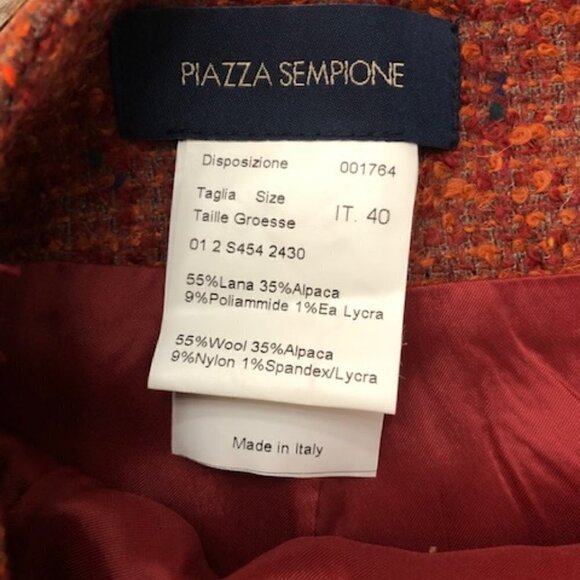 PIAZZA SEMPIONE
Disposizione 001764
Taglia Size
Taille Groesse IT. 40
01 2 S454 2430
55%Lana 35%Alpaca
9%Poliammide 1%Ea Lycra
55%Wool 35%Alpaca
9%Nylon 1%Spandex/Lycra
Made in Italy